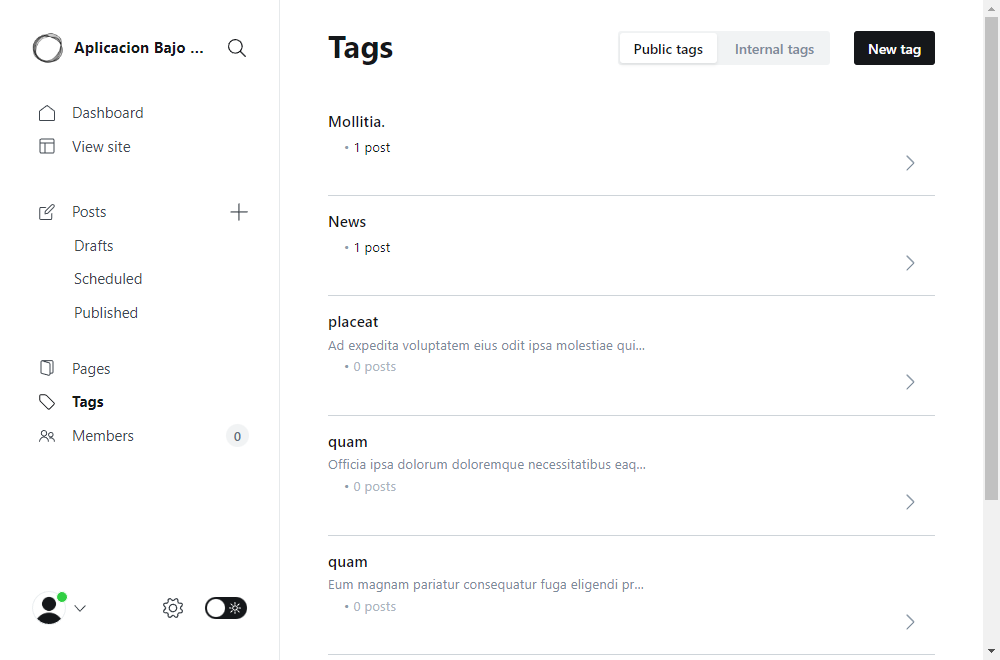 Aplicacion Bajo ...
Dashboard
View site
Posts
Drafts
Scheduled
Published
Pages
Tags
Members
0
Tags
Public tags
Internal tags
New tag
Mollitia.
• 1 post
News
• 1 post
placeat
Ad expedita voluptatem eius odit ipsa molestiae qui...
• 0 posts
quam
Officia ipsa dolorum doloremque necessitatibus eaq...
• 0 posts
quam
Eum magnam pariatur consequatur fuga eligendi pr...
• 0 posts